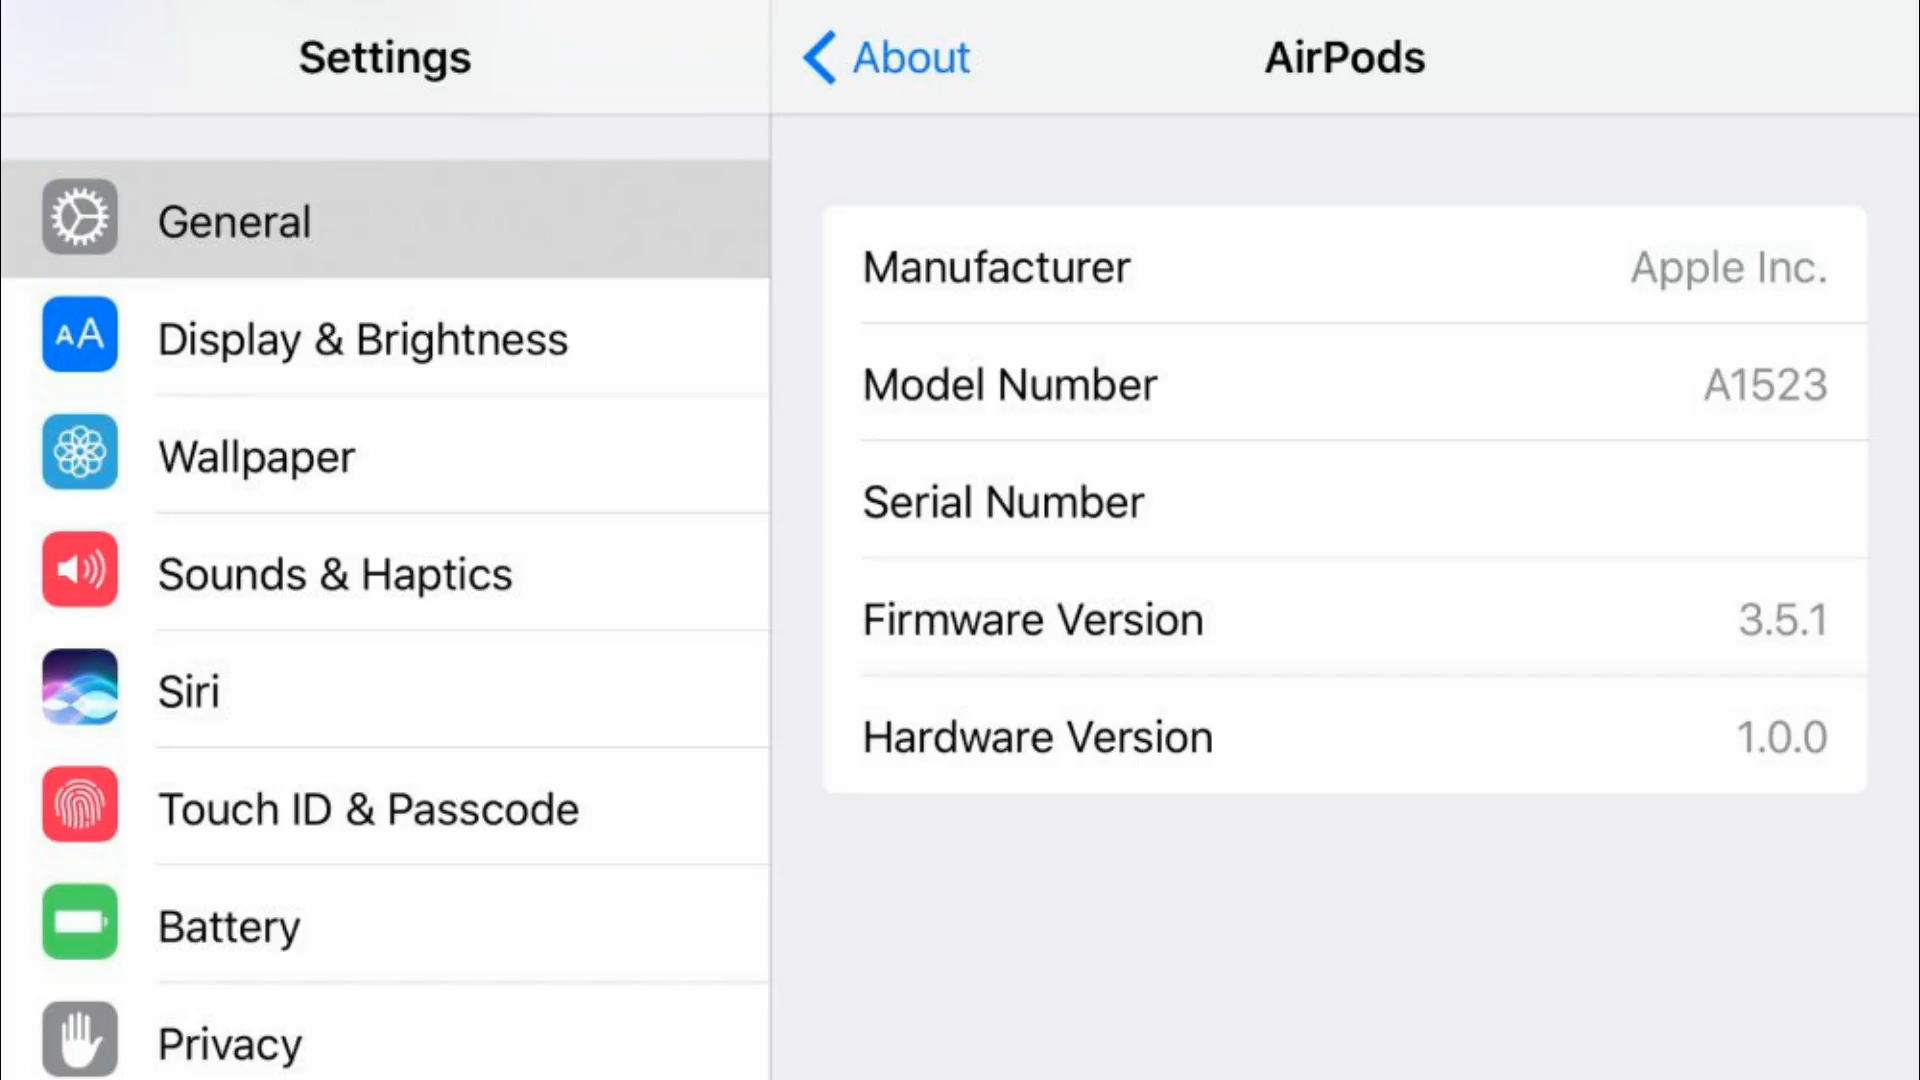 Settings
General
Display & Brightness
Wallpaper
Sounds & Haptics
Siri
Touch ID & Passcode
Battery
Privacy
About
AirPods
Manufacturer Apple Inc.
Model Number A1523
Serial Number
Firmware Version 3.5.1
Hardware Version 1.0.0